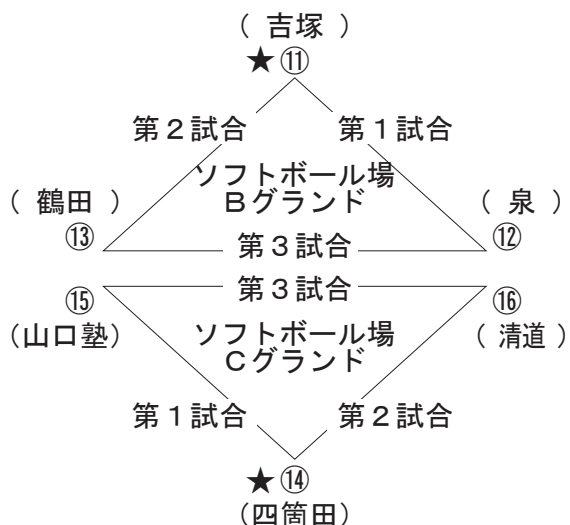 （ 吉塚 ）
★⑪
第２試合 第１試合
ソフトボール場
Ｂグランド
（ 鶴田 ） （ 泉 ）
⑬ ⑫
第３試合
第３試合
⑮ ⑯
（山口塾） （ 清道 ）
ソフトボール場
Ｃグランド
第１試合 第２試合
★⑭
（四箇田）